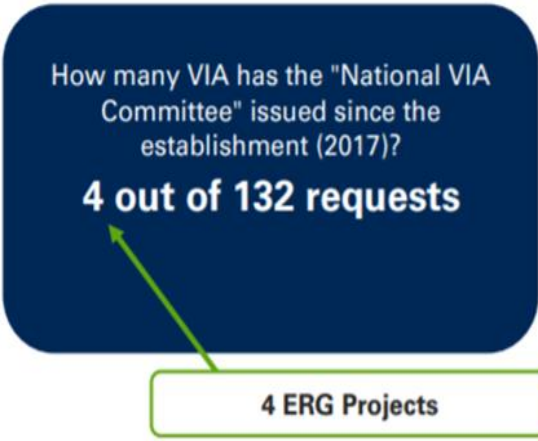 How many VIA has the "National VIA
Committee" issued since the
establishment (2017)?
4 out of 132 requests
4 ERG Projects